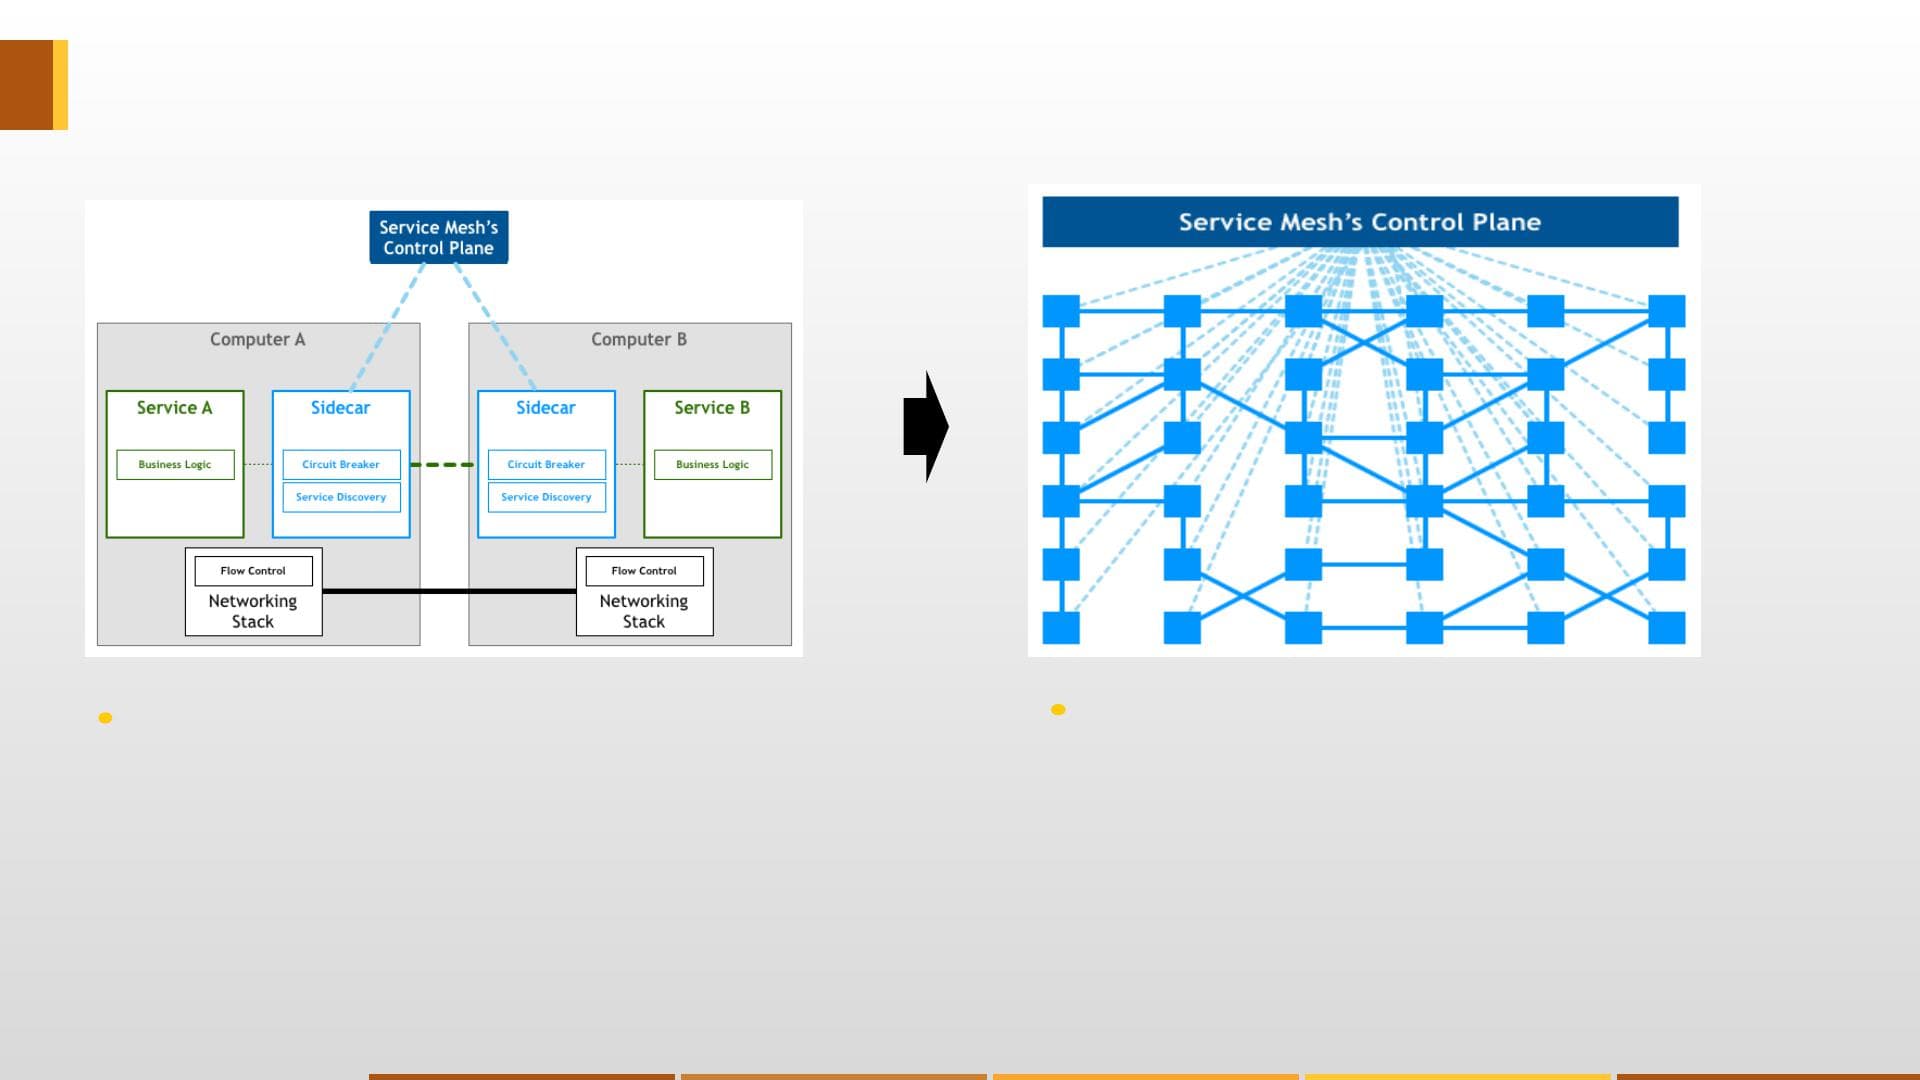 Service Mesh's
Control Plane
Computer A
Computer B
Service A
Sidecar
Sidecar
Service B
Business Logic
Circuit Breaker
Circuit Breaker
Business Logic
Service Discovery
Service Discovery
Flow Control
Networking
Stack
Flow Control
Networking
Stack
Service Mesh's Control Plane